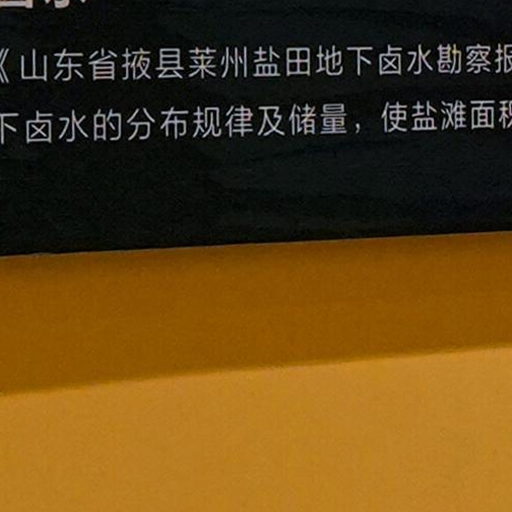 《山东省掖县莱州盐田地下卤水勘察报
下卤水的分布规律及储量，使盐滩面积